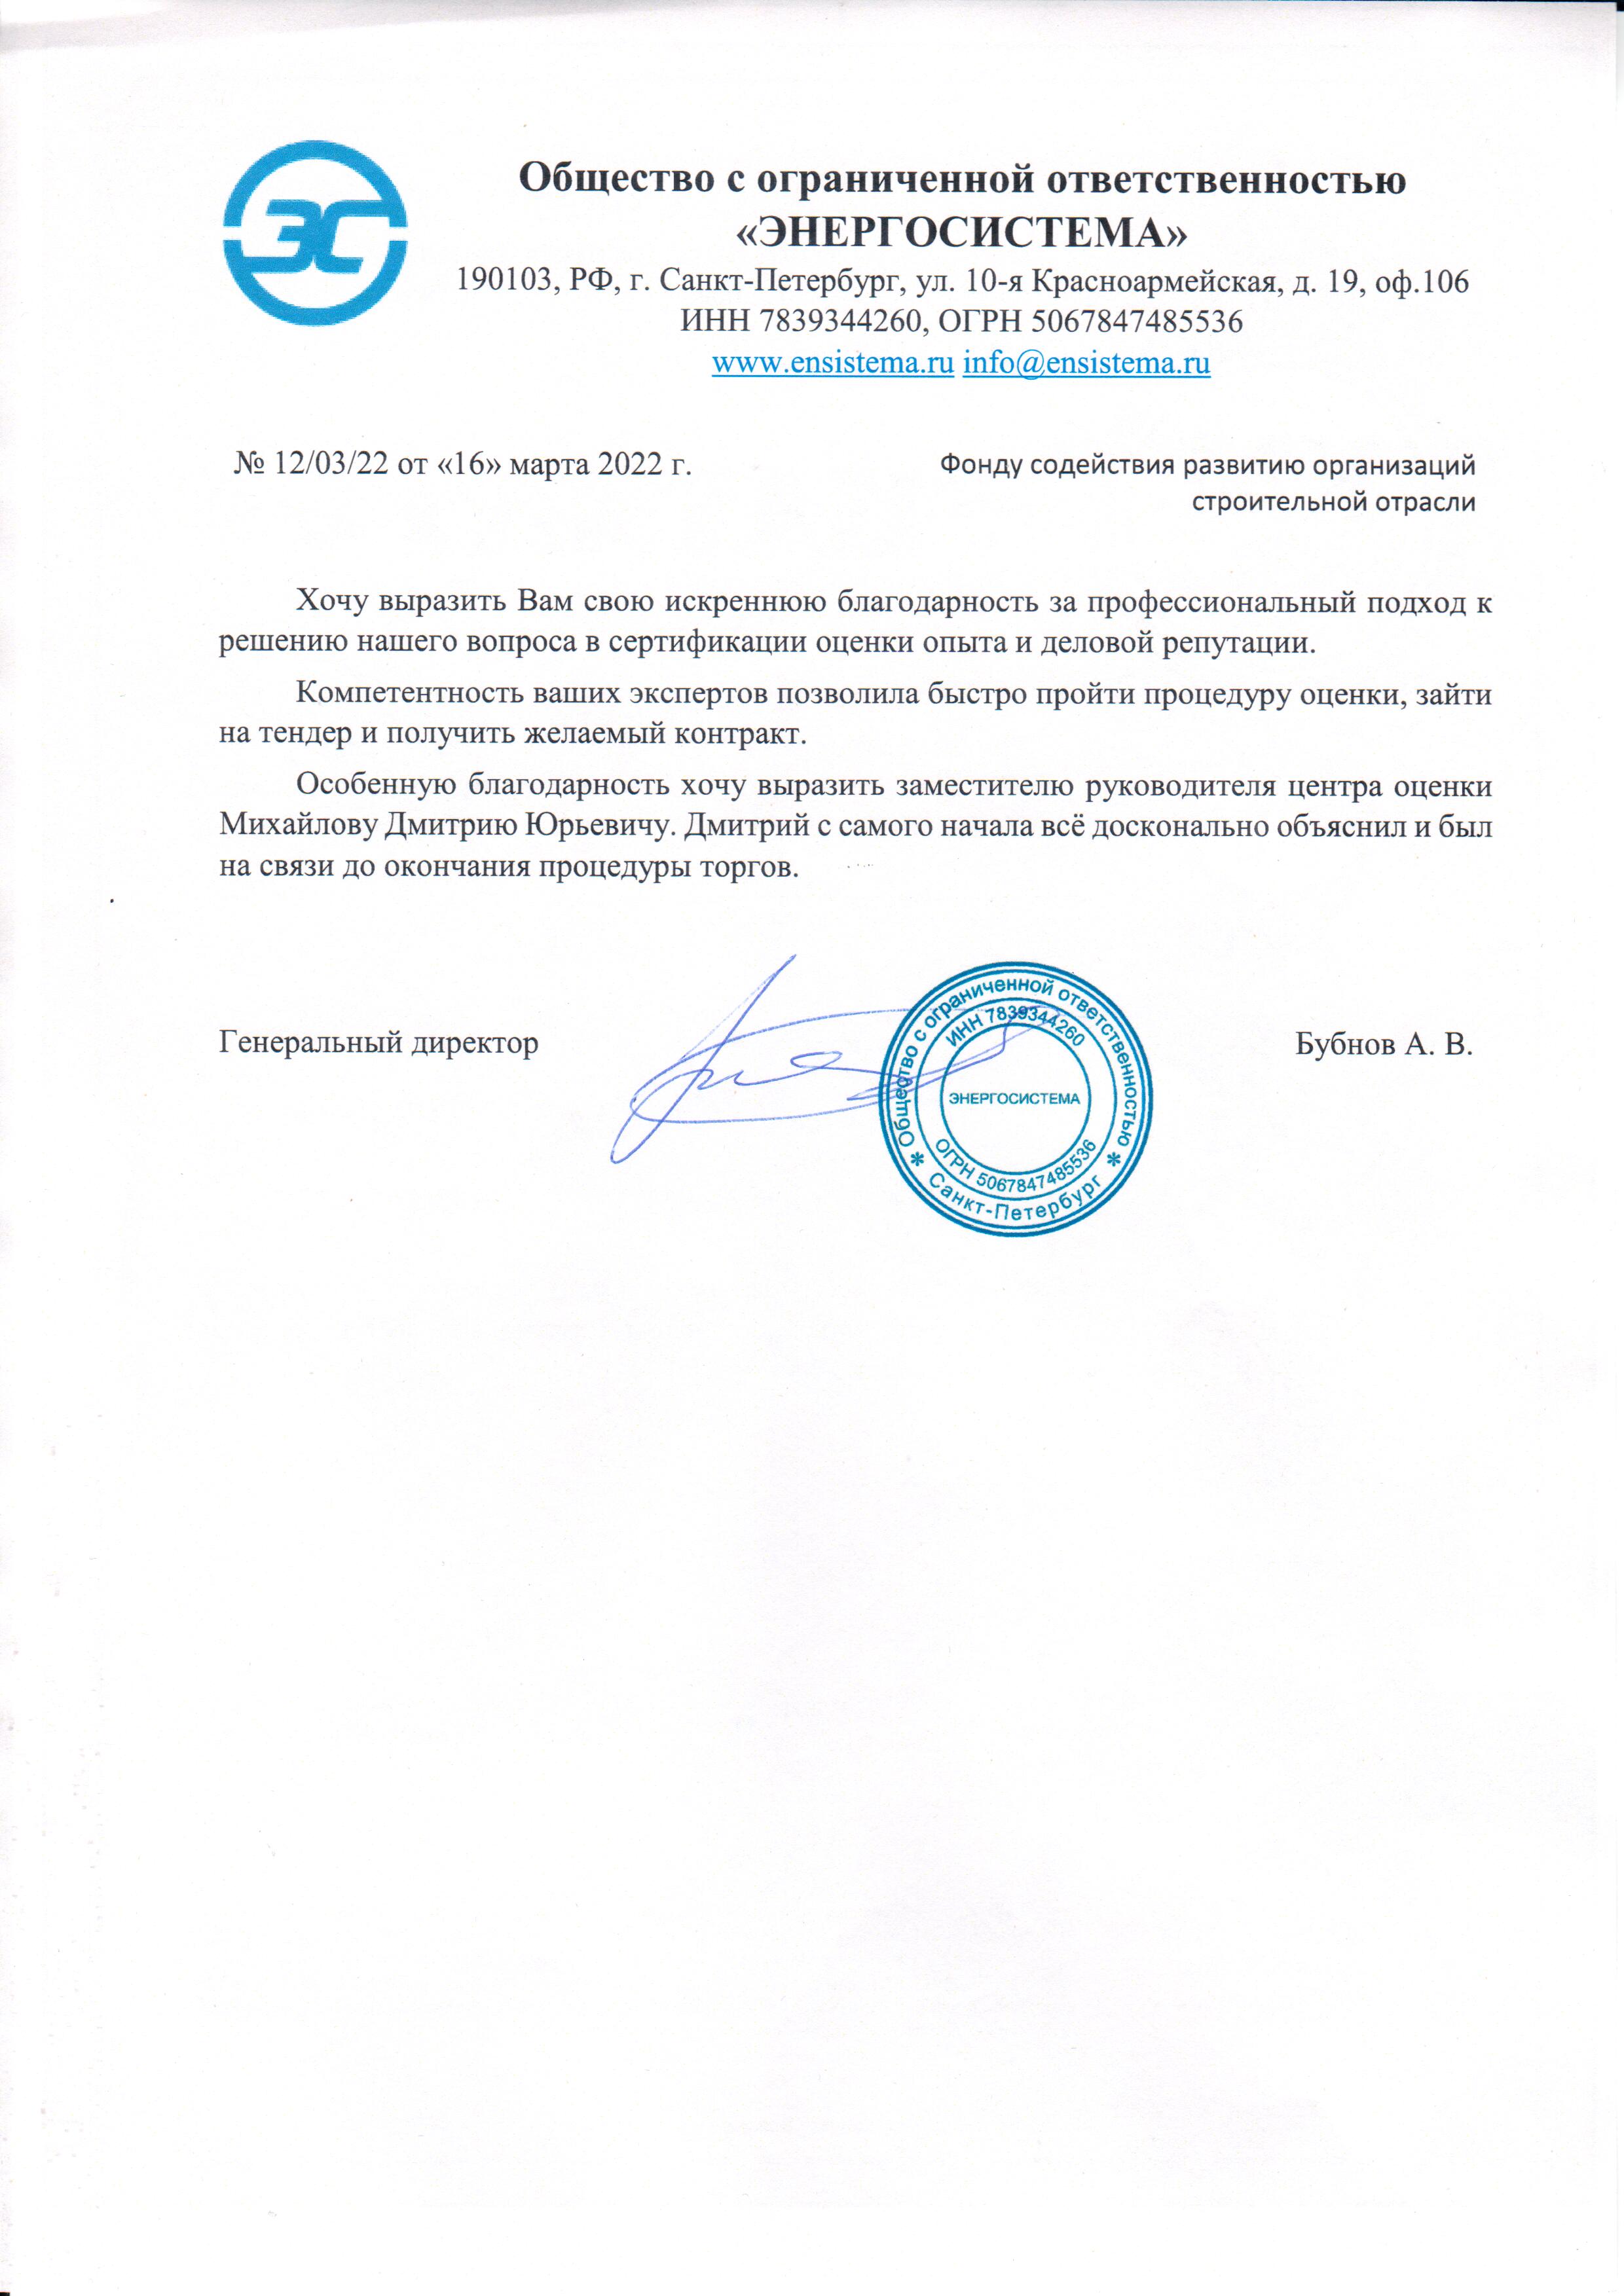 ЭС
Общество с ограниченной ответственностью
«ЭНЕРГОСИСТЕМА»
190103, РФ, г. Санкт-Петербург, ул. 10-я Красноармейская, д. 19, оф.106
ИНН 7839344260, ОГРН 5067847485536
www.ensistema.ru info@ensistema.ru
№ 12/03/22 от «16» марта 2022 г.
Фонду содействия развитию организаций
строительной отрасли
Хочу выразить Вам свою искреннюю благодарность за профессиональный подход к
решению нашего вопроса в сертификации оценки опыта и деловой репутации.
Компетентность ваших экспертов позволила быстро пройти процедуру оценки, зайти
на тендер и получить желаемый контракт.
Особенную благодарность хочу выразить заместителю руководителя центра оценки
Михайлову Дмитрию Юрьевичу. Дмитрий с самого начала всё досконально объяснил и был
на связи до окончания процедуры торгов.
Генеральный директор
Бубнов А. В.
Общество с ограниченной ответственностью
ИНН 7839344260
ЭНЕРГОСИСТЕМА
ОГРН 5067847485536
* Санкт-Петербург *